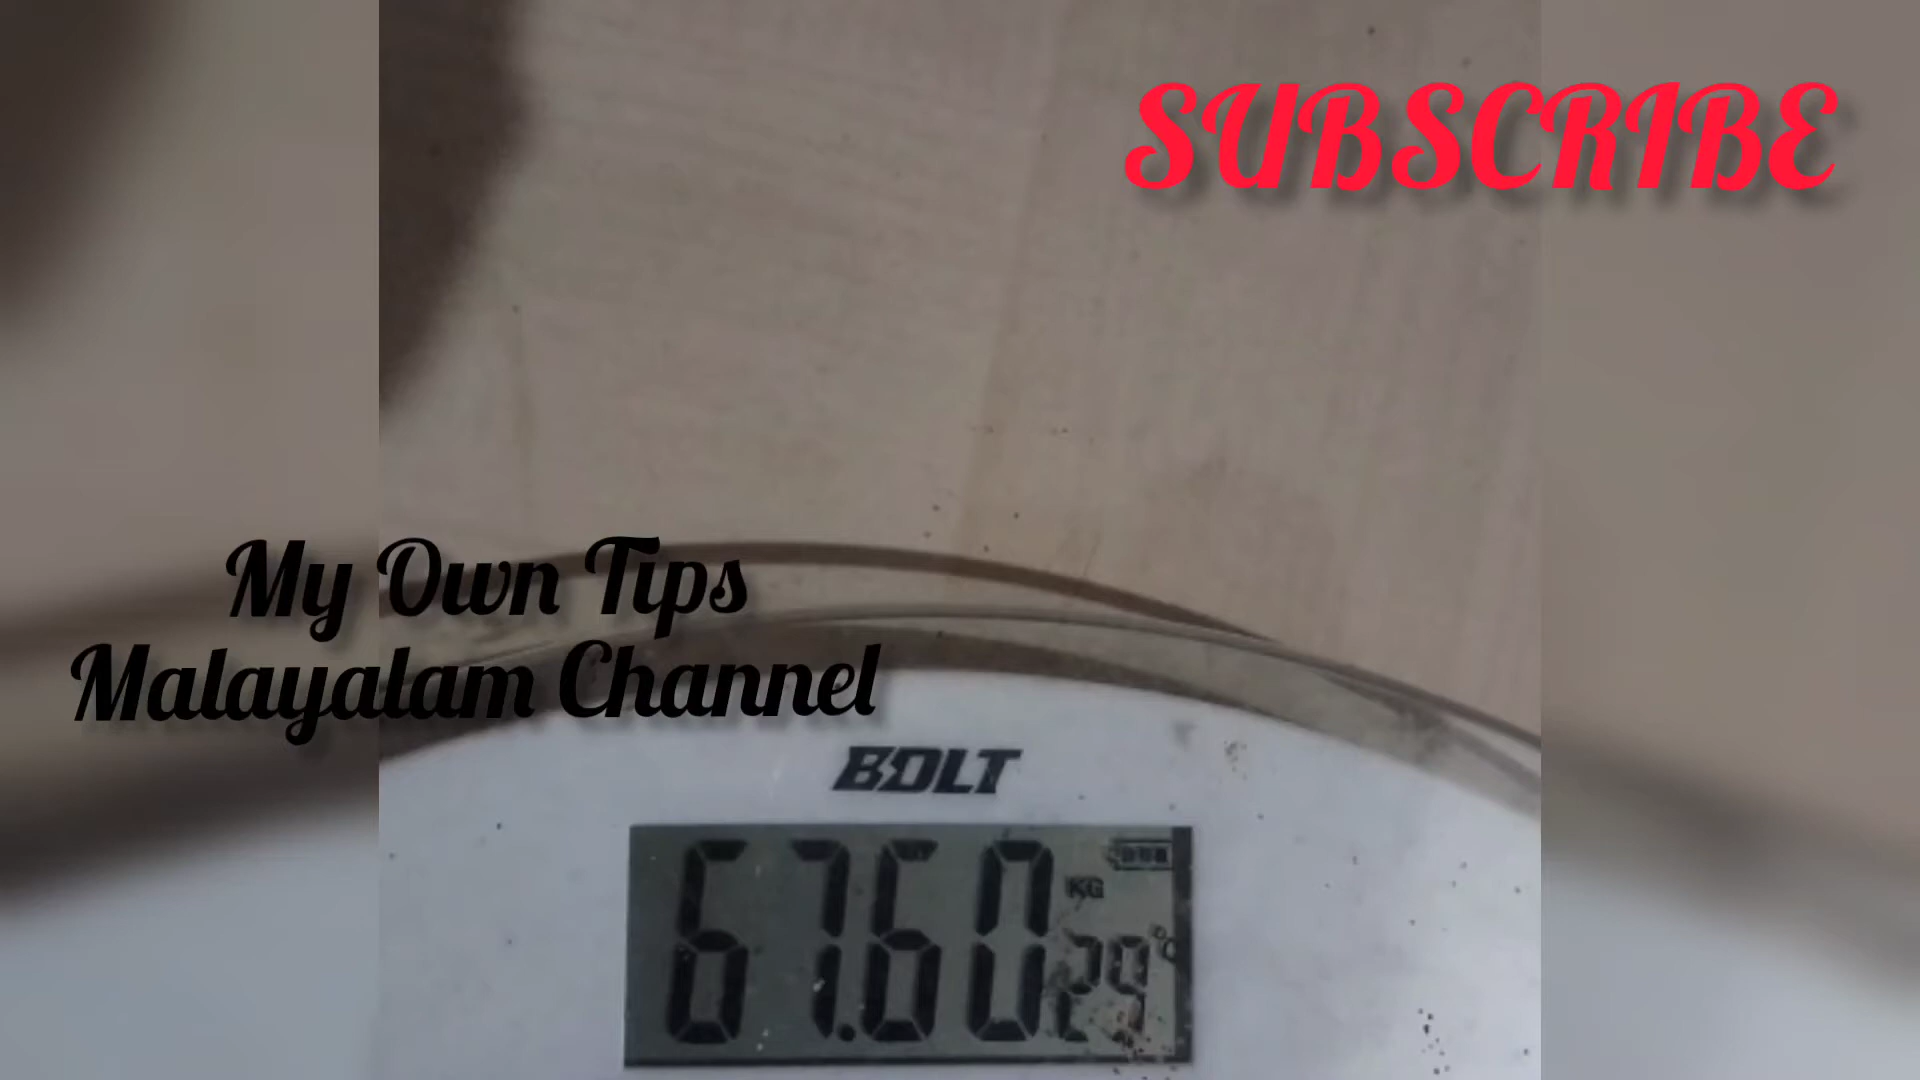 SUBSCRIBE
My Own Tips
Malayalam Channel
BOLT
67.60 KG
29 °C